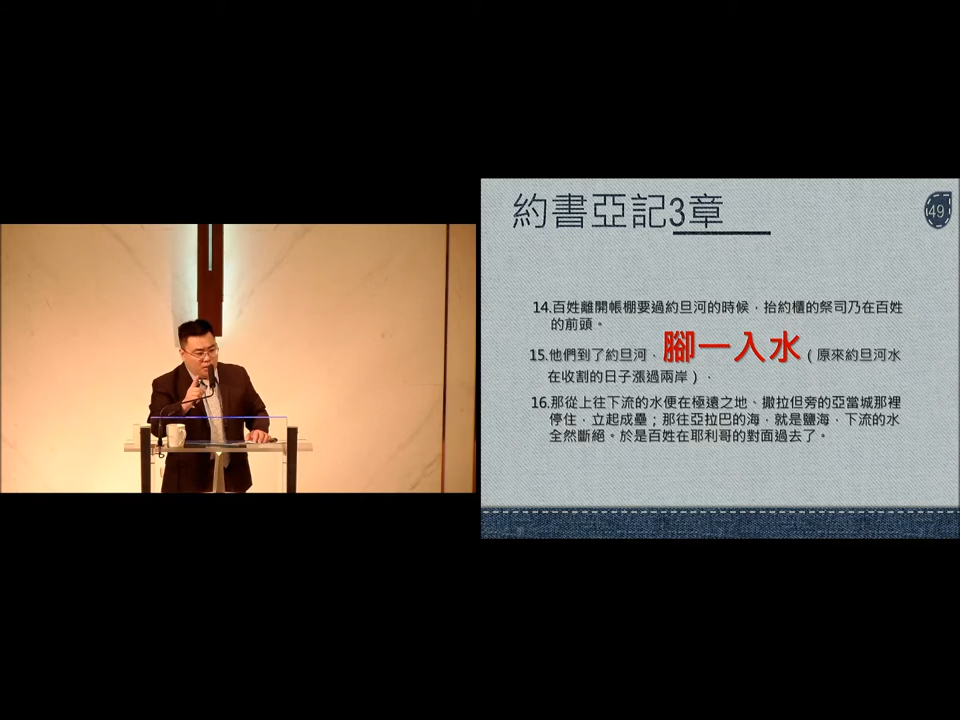 約書亞記3章
49
14.百姓離開帳棚要過約旦河的時候，抬約櫃的祭司乃在百姓
的前頭。
15.他們到了約旦河，腳一入水（原來約旦河水
在收割的日子漲過兩岸），
16.那從上往下流的水便在極遠之地、撒拉但旁的亞當城那裡
停住，立起成壘；那往亞拉巴的海，就是鹽海，下流的水
全然斷絕。於是百姓在耶利哥的對面過去了。